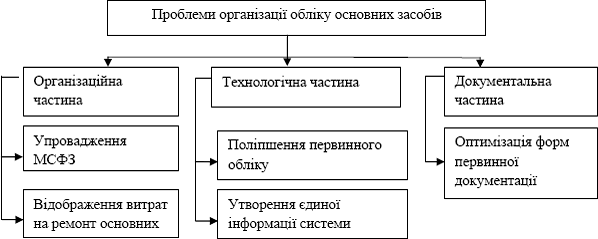 Проблеми організації обліку основних засобів
Організаційна
частина
Технологічна частина
Документальна
частина
Упровадження
МСФЗ
Поліпшення первинного
обліку
Оптимізація форм
первинної
документації
Відображення витрат
на ремонт основних
Утворення єдиної
інформації системи